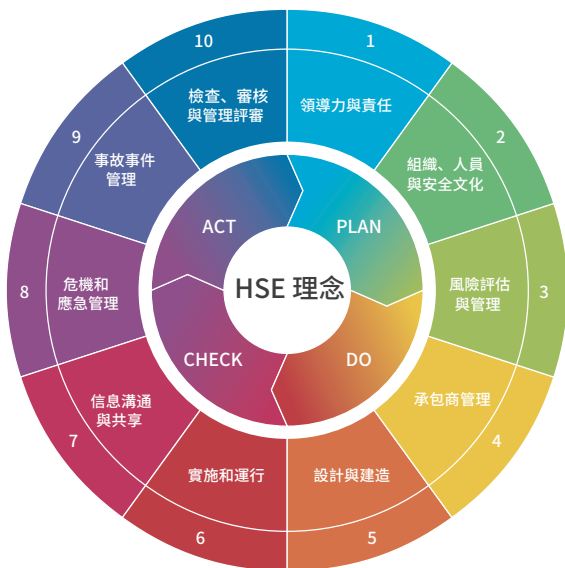 1
領導力與責任
2
組織、人員
與安全文化
3
風險評估
與管理
4
承包商管理
5
設計與建造
6
實施和運行
7
信息溝通
與共享
8
危機和
應急管理
9
事故事件
管理
10
檢查、審核
與管理評審
PLAN
DO
CHECK
ACT
HSE 理念